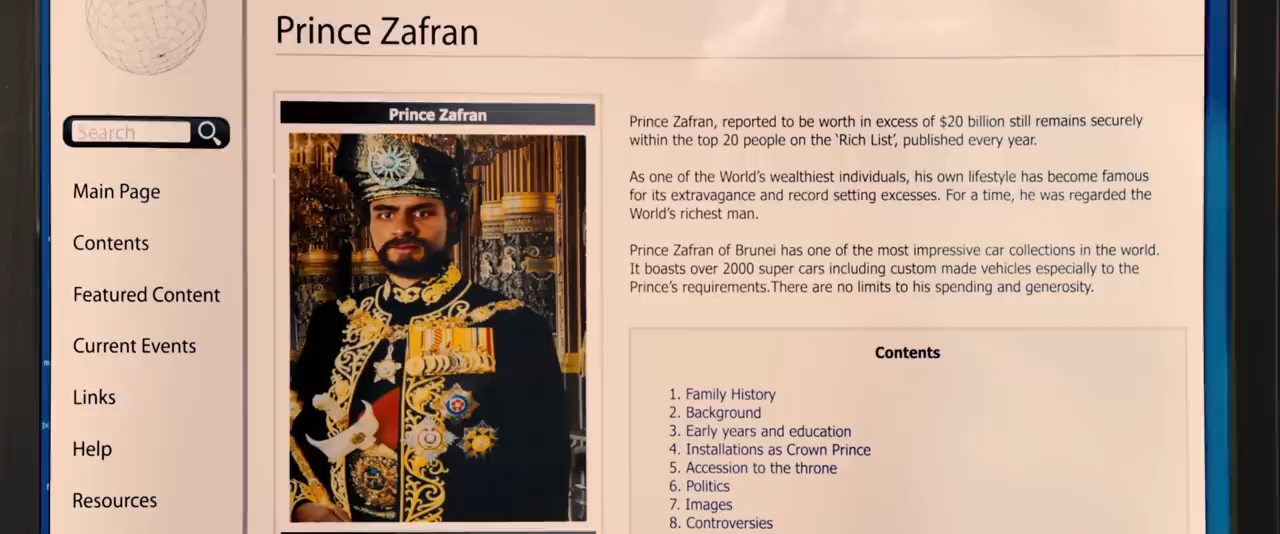 Prince Zafran
Search
Main Page
Contents
Featured Content
Current Events
Links
Help
Resources
Prince Zafran
Prince Zafran, reported to be worth in excess of $20 billion still remains securely
within the top 20 people on the 'Rich List', published every year.
As one of the World's wealthiest individuals, his own lifestyle has become famous
for its extravagance and record setting excesses. For a time, he was regarded the
World's richest man.
Prince Zafran of Brunei has one of the most impressive car collections in the world.
It boasts over 2000 super cars including custom made vehicles especially to the
Prince's requirements.There are no limits to his spending and generosity.
Contents
1. Family History
2. Background
3. Early years and education
4. Installations as Crown Prince
5. Accession to the throne
6. Politics
7. Images
8. Controversies